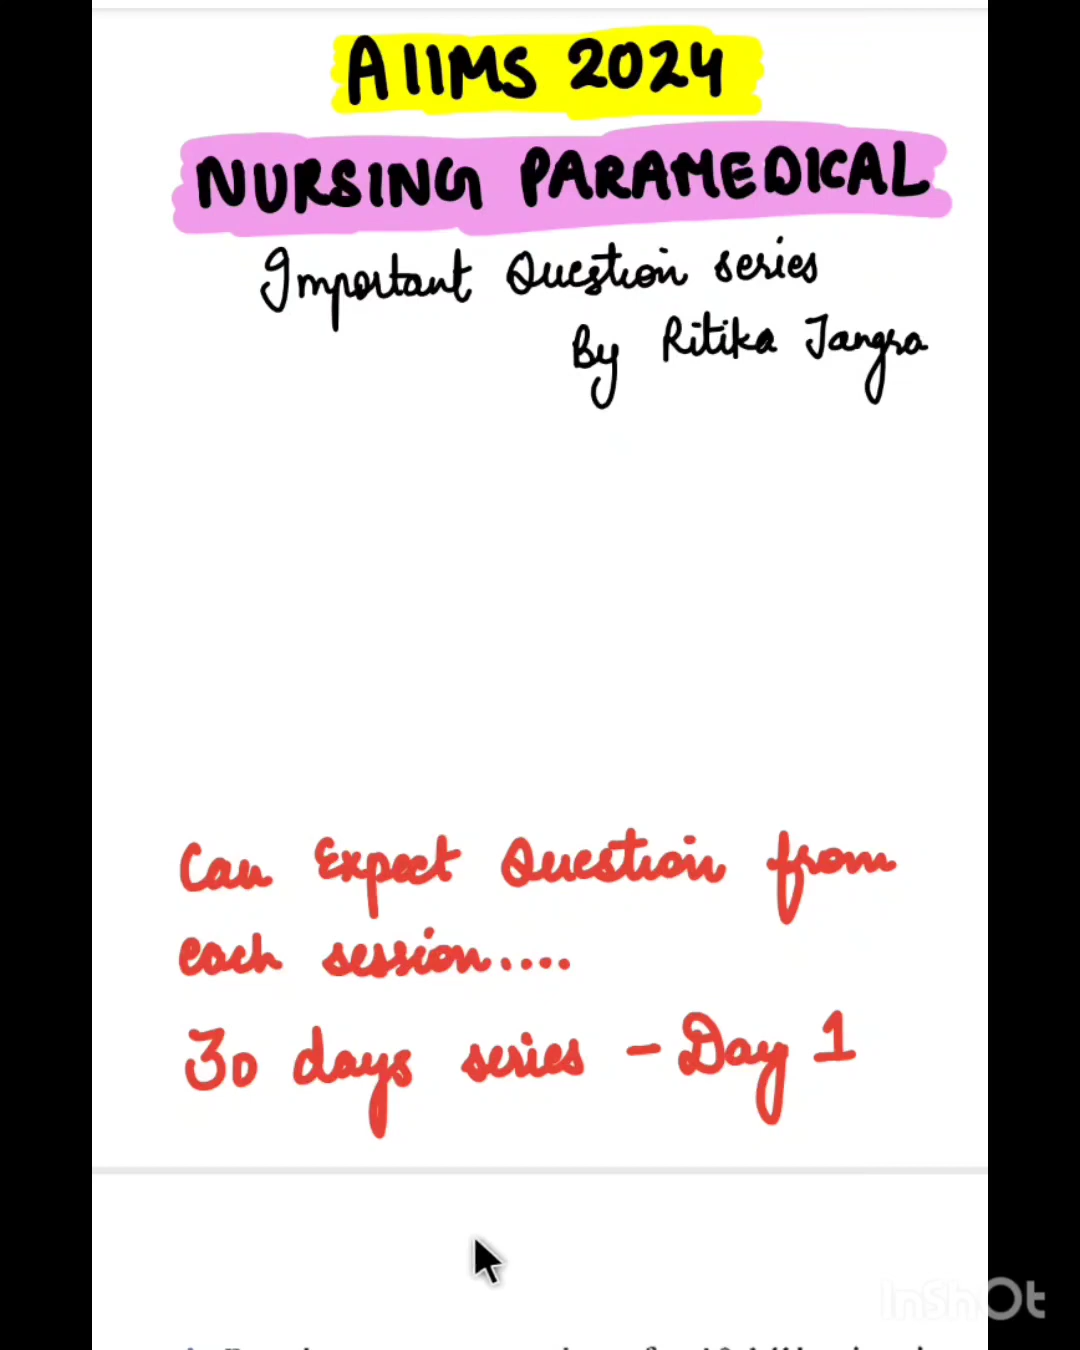 AIIMS 2024
NURSING PARAMEDICAL
Important Question series
By Ritika Jangra
Can Expect Question from
each session....
30 days series - Day 1
InShOt